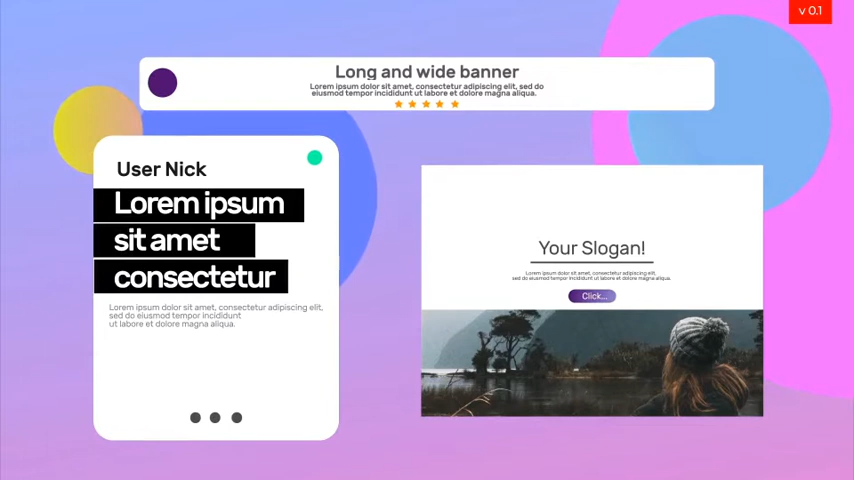 v 0.1
Long and wide banner
Lorem ipsum dolor sit amet, consectetur adipiscing elit, sed do
eiusmod tempor incididunt ut labore et dolore magna aliqua.
User Nick
Lorem ipsum
sit amet
consectetur
Lorem ipsum dolor sit amet, consectetur adipiscing elit,
sed do eiusmod tempor incididunt
ut labore et dolore magna aliqua.
Your Slogan!
Lorem ipsum dolor sit amet, consectetur adipiscing elit,
sed do eiusmod tempor incididunt ut labore et dolore magna aliqua.
Click...